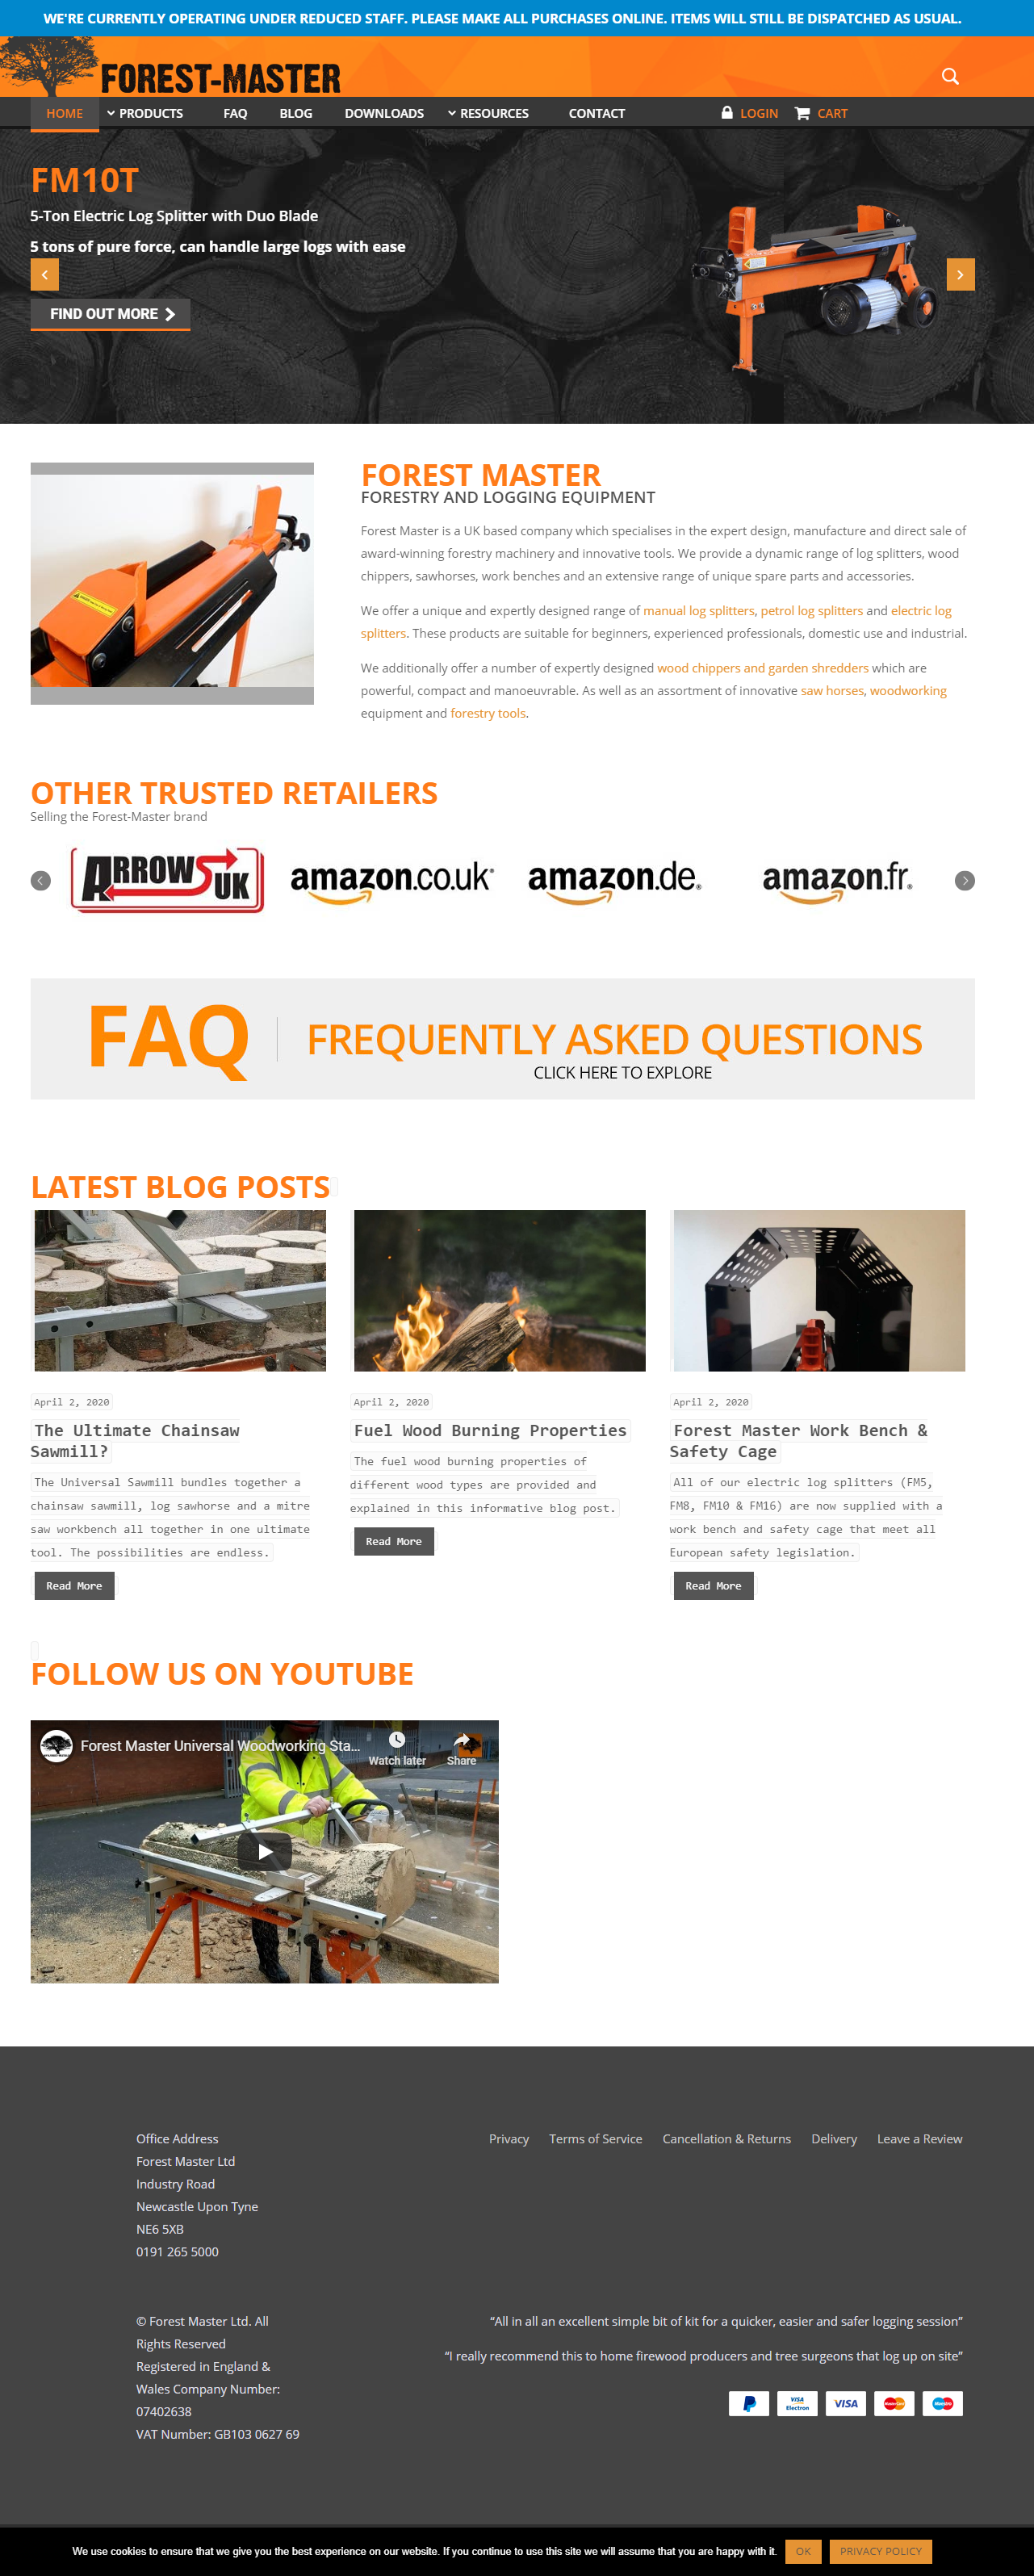 WE'RE CURRENTLY OPERATING UNDER REDUCED STAFF. PLEASE MAKE ALL PURCHASES ONLINE. ITEMS WILL STILL BE DISPATCHED AS USUAL.
FOREST-MASTER
HOME PRODUCTS FAQ BLOG DOWNLOADS RESOURCES CONTACT LOGIN CART
FM10T
5-Ton Electric Log Splitter with Duo Blade
5 tons of pure force, can handle large logs with ease
FIND OUT MORE
FOREST MASTER
FORESTRY AND LOGGING EQUIPMENT
Forest Master is a UK based company which specialises in the expert design, manufacture and direct sale of
award-winning forestry machinery and innovative tools. We provide a dynamic range of log splitters, wood
chippers, sawhorses, work benches and an extensive range of unique spare parts and accessories.
We offer a unique and expertly designed range of manual log splitters, petrol log splitters and electric log
splitters. These products are suitable for beginners, experienced professionals, domestic use and industrial.
We additionally offer a number of expertly designed wood chippers and garden shredders which are
powerful, compact and manoeuvrable. As well as an assortment of innovative saw horses, woodworking
equipment and forestry tools.
OTHER TRUSTED RETAILERS
Selling the Forest-Master brand
ARROWS UK
amazon.co.uk®
amazon.de®
amazon.fr®
FAQ
FREQUENTLY ASKED QUESTIONS
CLICK HERE TO EXPLORE
LATEST BLOG POSTS
April 2, 2020
The Ultimate Chainsaw
Sawmill?
The Universal Sawmill bundles together a
chainsaw sawmill, log sawhorse and a mitre
saw workbench all together in one ultimate
tool. The possibilities are endless.
Read More
April 2, 2020
Fuel Wood Burning Properties
The fuel wood burning properties of
different wood types are provided and
explained in this informative blog post.
Read More
April 2, 2020
Forest Master Work Bench &
Safety Cage
All of our electric log splitters (FM5,
FM8, FM10 & FM16) are now supplied with a
work bench and safety cage that meet all
European safety legislation.
Read More
FOLLOW US ON YOUTUBE
Forest Master Universal Woodworking Sta...
Watch later
Share
Office Address
Forest Master Ltd
Industry Road
Newcastle Upon Tyne
NE6 5XB
0191 265 5000
Privacy Terms of Service Cancellation & Returns Delivery Leave a Review
© Forest Master Ltd. All
Rights Reserved
Registered in England &
Wales Company Number:
07402638
VAT Number: GB103 0627 69
“All in all an excellent simple bit of kit for a quicker, easier and safer logging session”
“I really recommend this to home firewood producers and tree surgeons that log up on site”
VISA Electron
VISA
MasterCard
Maestro
We use cookies to ensure that we give you the best experience on our website. If you continue to use this site we will assume that you are happy with it. OK PRIVACY POLICY